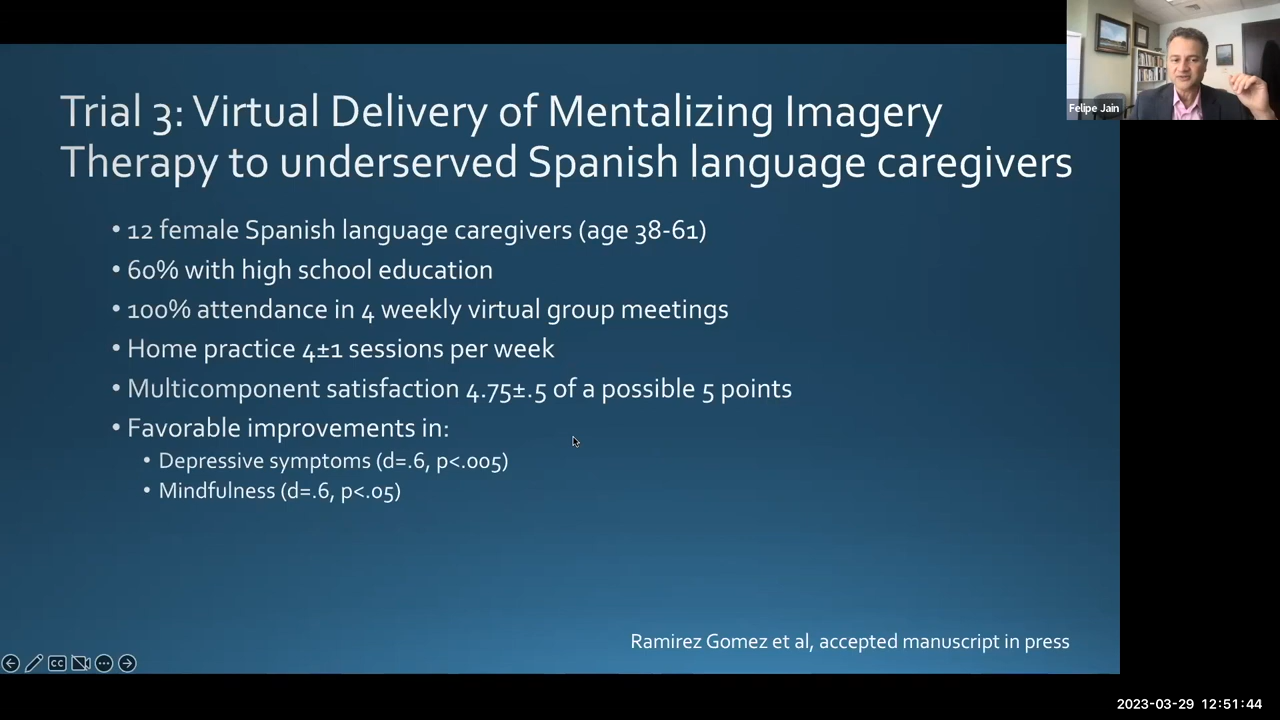 Trial 3: Virtual Delivery of Mentalizing Imagery
Therapy to underserved Spanish language caregivers
• 12 female Spanish language caregivers (age 38-61)
• 60% with high school education
• 100% attendance in 4 weekly virtual group meetings
• Home practice 4±1 sessions per week
• Multicomponent satisfaction 4.75±.5 of a possible 5 points
• Favorable improvements in:
• Depressive symptoms (d=.6, p<.005)
• Mindfulness (d=.6, p<.05)
Ramirez Gomez et al, accepted manuscript in press
Felipe Jain
CC
2023-03-29 12:51:44